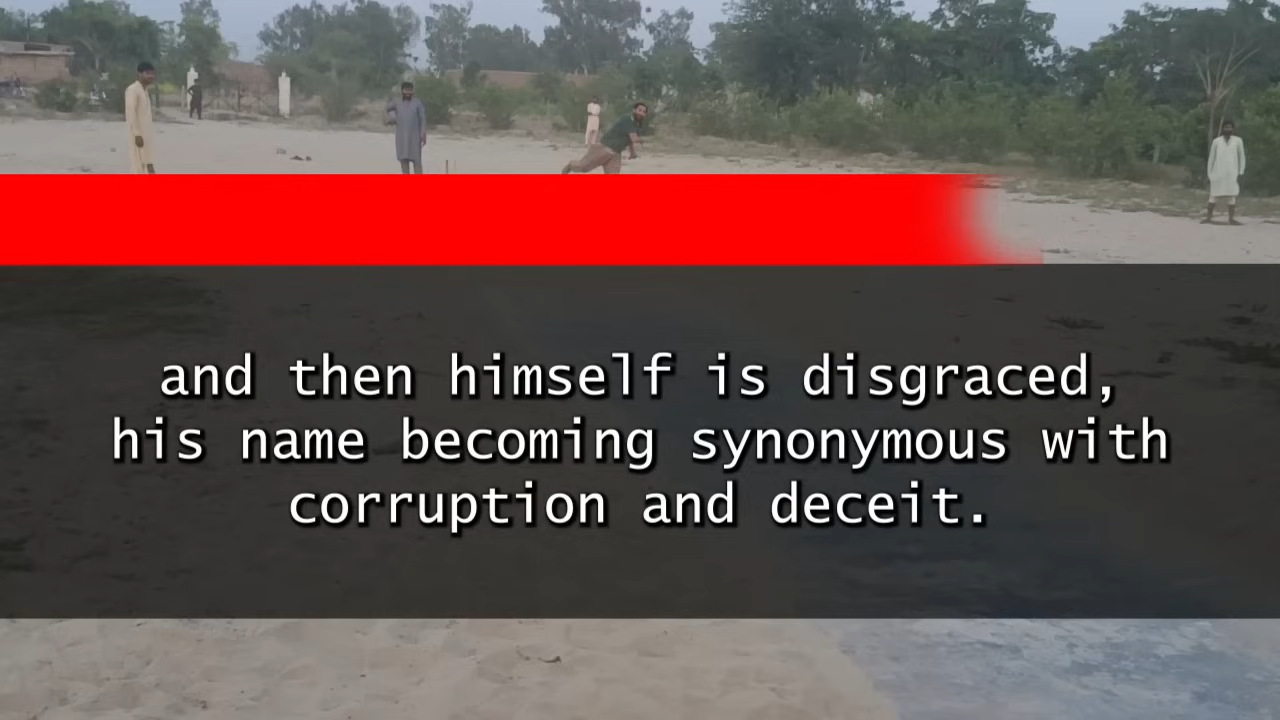 and then himself is disgraced,
his name becoming synonymous with
corruption and deceit.